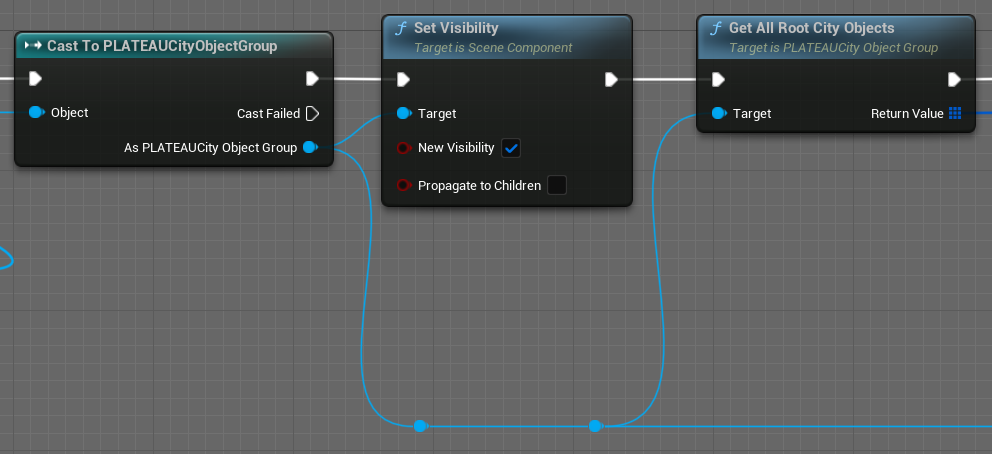 Cast To PLATEAUCityObjectGroup
Object
Cast Failed
As PLATEAUCity Object Group
Set Visibility
Target is Scene Component
Target
New Visibility
Propagate to Children
Get All Root City Objects
Target is PLATEAUCity Object Group
Target
Return Value